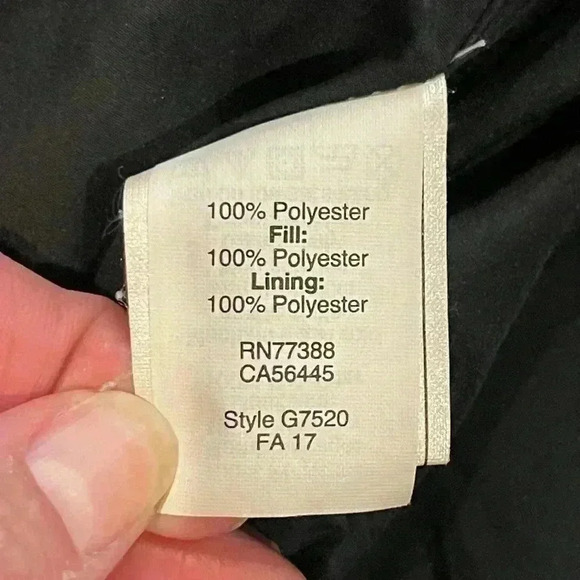 100% Polyester
Fill:
100% Polyester
Lining:
100% Polyester
RN77388
CA56445
Style G7520
FA 17